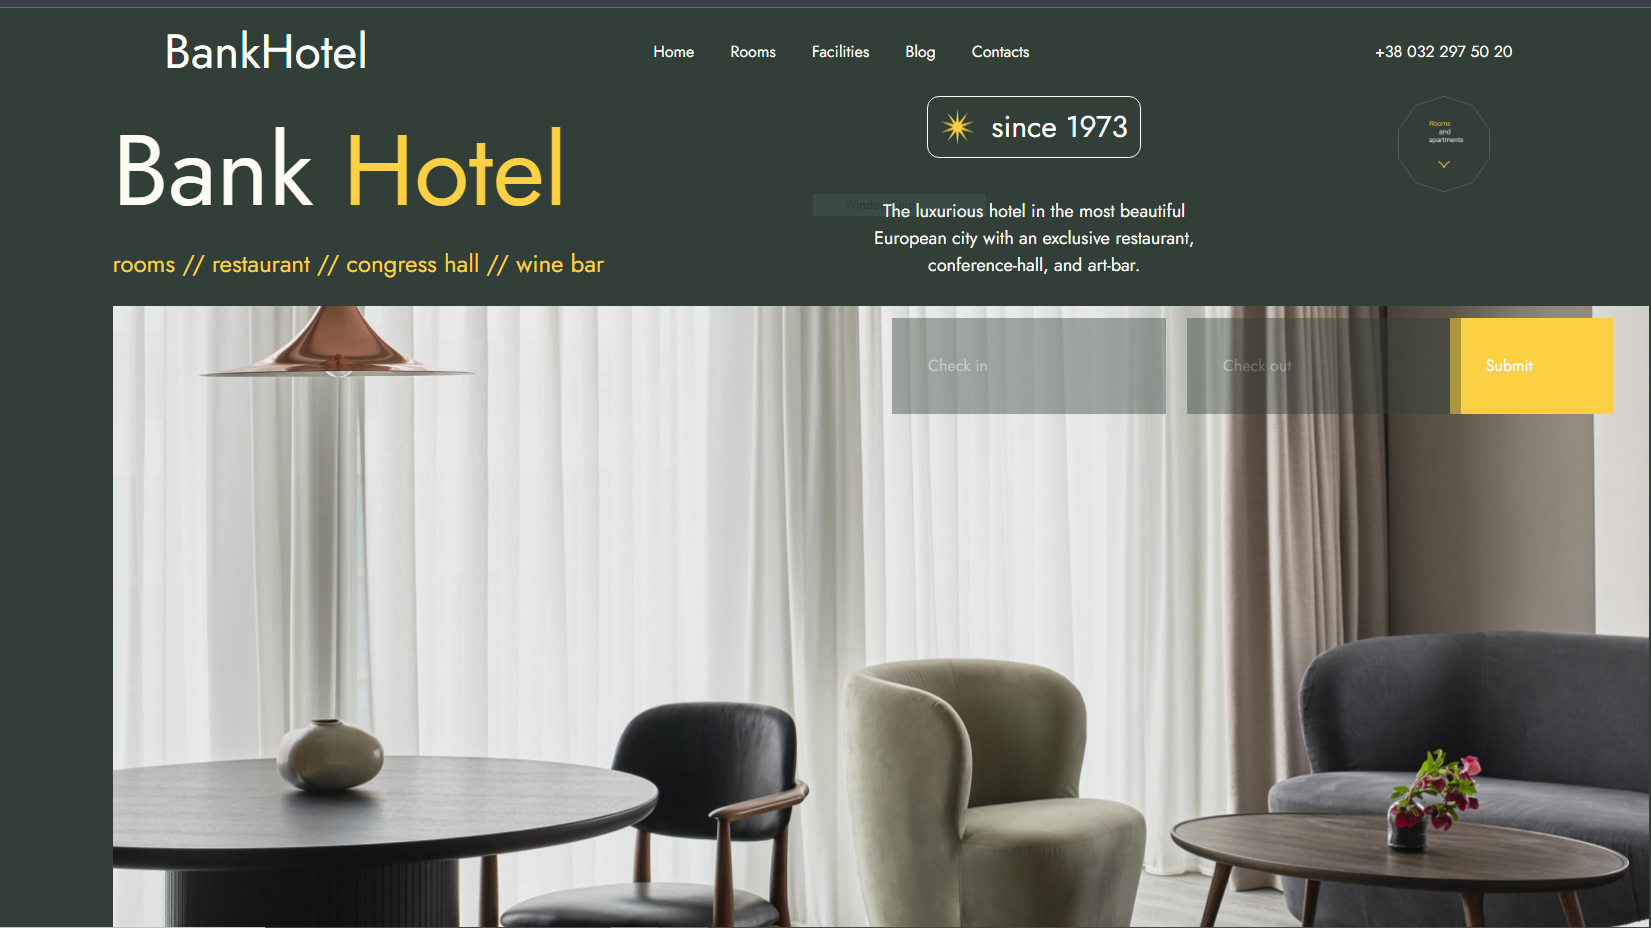 BankHotel
Home Rooms Facilities Blog Contacts
+38 032 297 50 20
Bank Hotel
since 1973
Rooms
and
apartments
The luxurious hotel in the most beautiful
European city with an exclusive restaurant,
conference-hall, and art-bar.
rooms // restaurant // congress hall // wine bar
Check in
Check out
Submit